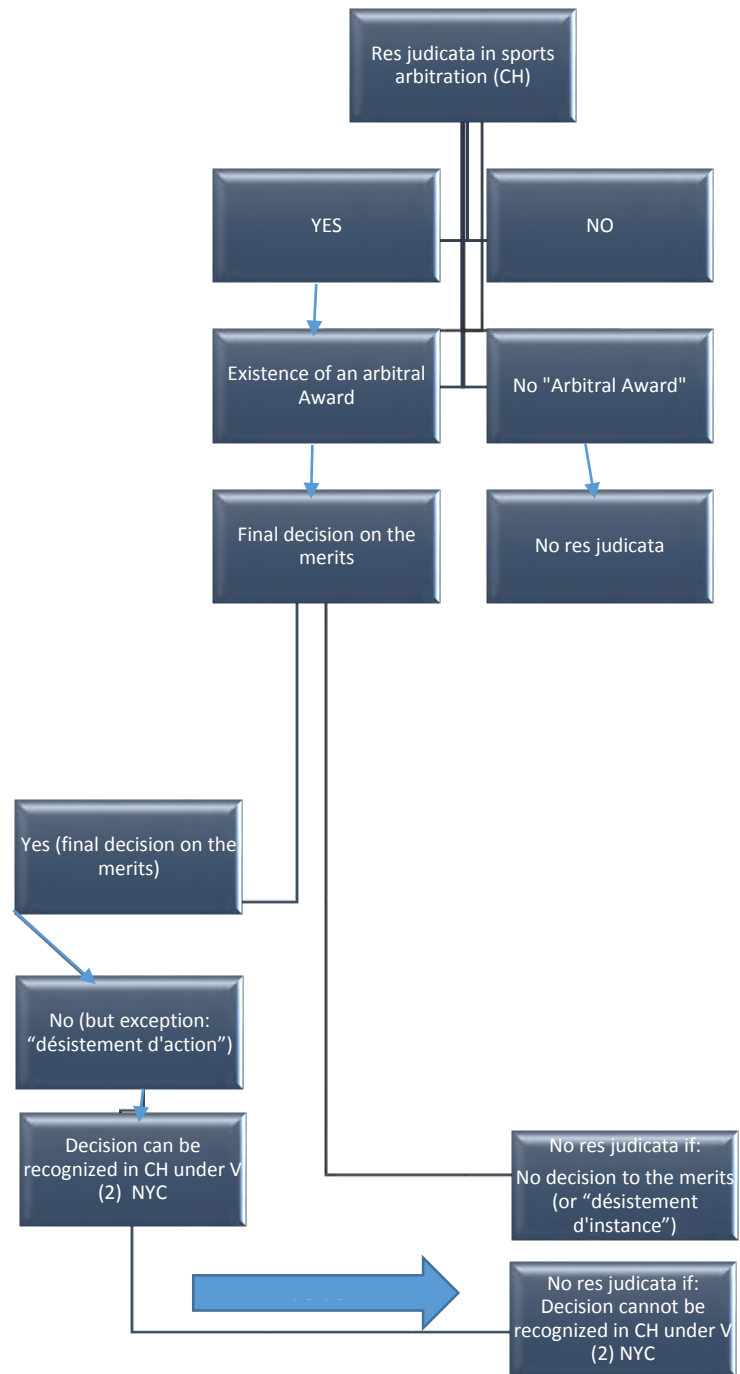 Res judicata in sports
arbitration (CH)
YES
NO
Existence of an arbitral
Award
No "Arbitral Award"
Final decision on the
merits
No res judicata
Yes (final decision on the
merits)
No (but exception:
“désistement d'action”)
Decision can be
recognized in CH under V
(2) NYC
No res judicata if:
No decision to the merits
(or “désistement
d'instance”)
No res judicata if:
Decision cannot be
recognized in CH under V
(2) NYC